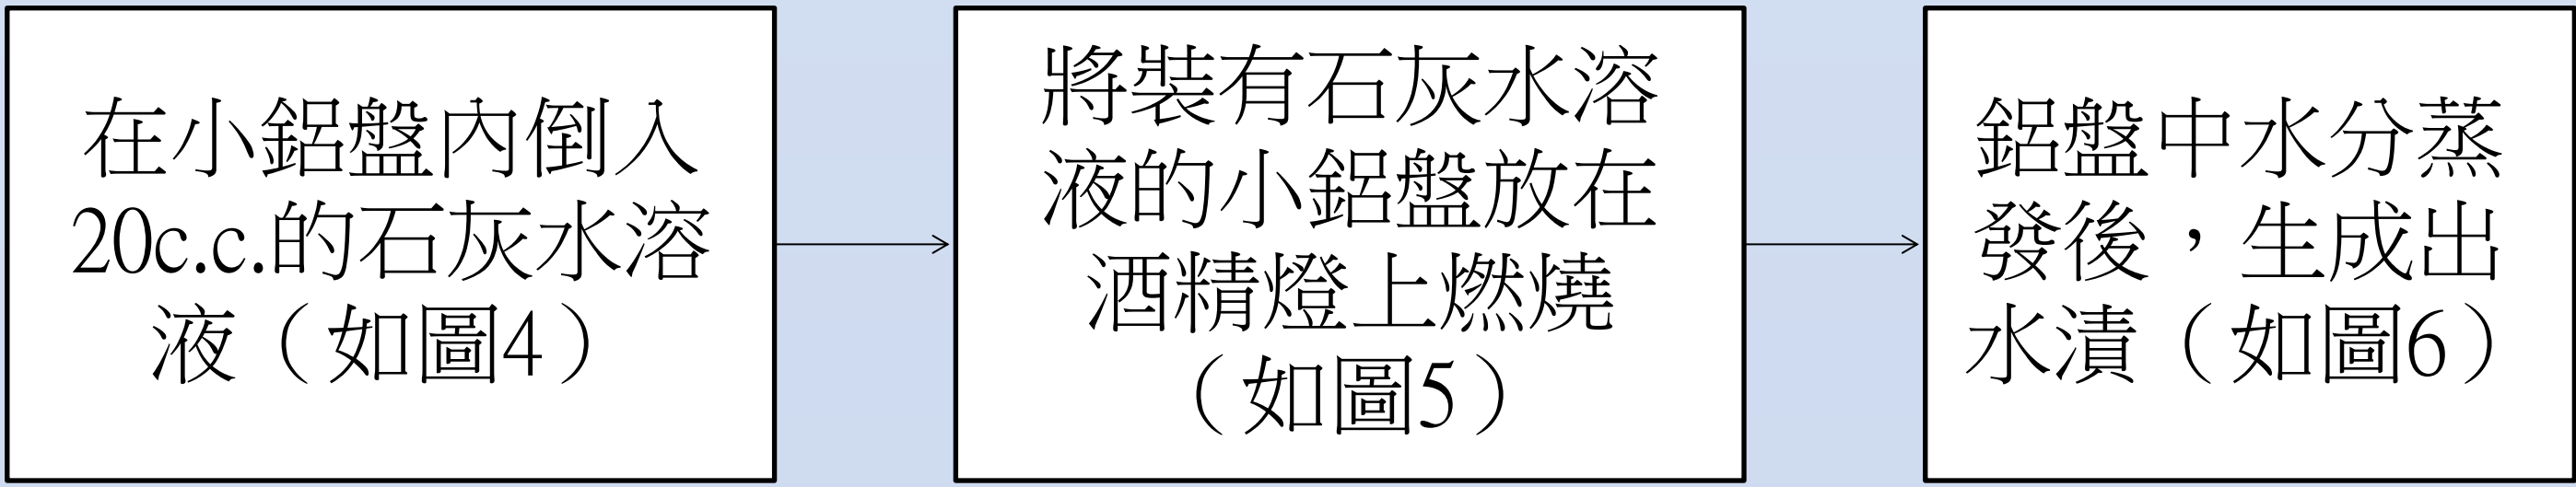 在小鋁盤內倒入
20c.c.的石灰水溶
液（如圖4）
將裝有石灰水溶
液的小鋁盤放在
酒精燈上燃燒
（如圖5）
鋁盤中水分蒸
發後，生成出
水漬（如圖6）